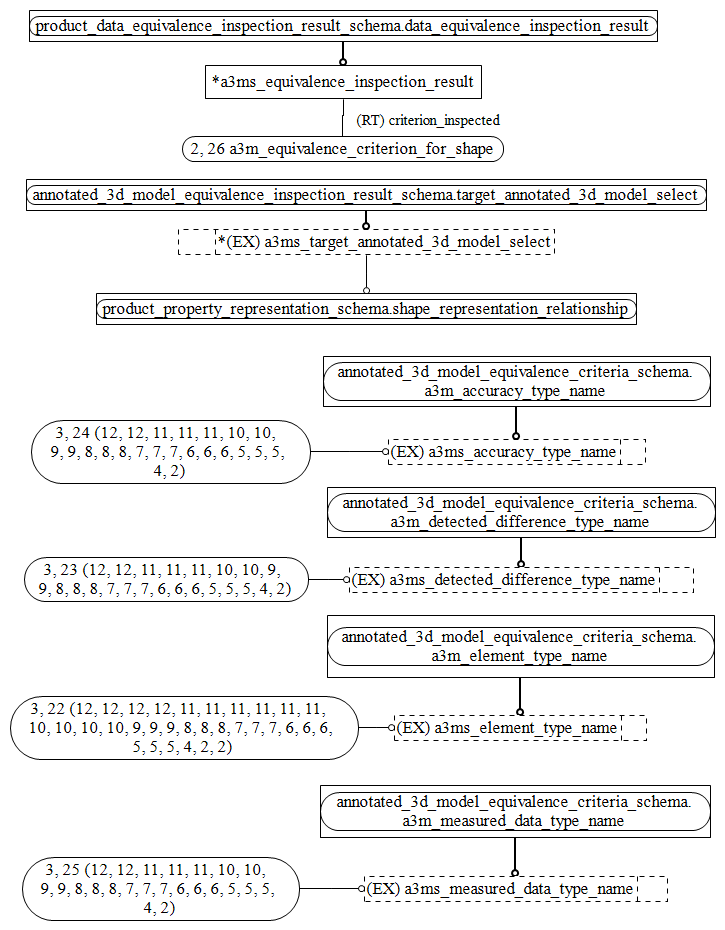 product_data_equivalence_inspection_result_schema.data_equivalence_inspection_result
*a3ms_equivalence_inspection_result
(RT) criterion_inspected
2, 26 a3m_equivalence_criterion_for_shape
annotated_3d_model_equivalence_inspection_result_schema.target_annotated_3d_model_select
*(EX) a3ms_target_annotated_3d_model_select
product_property_representation_schema.shape_representation_relationship
annotated_3d_model_equivalence_criteria_schema.
a3m_accuracy_type_name
3, 24 (12, 12, 11, 11, 11, 10, 10,
9, 9, 8, 8, 8, 7, 7, 7, 6, 6, 6, 5, 5, 5,
4, 2)
(EX) a3ms_accuracy_type_name
annotated_3d_model_equivalence_criteria_schema.
a3m_detected_difference_type_name
3, 23 (12, 12, 11, 11, 11, 10, 10, 9,
9, 8, 8, 8, 7, 7, 7, 6, 6, 6, 5, 5, 5, 4, 2)
(EX) a3ms_detected_difference_type_name
annotated_3d_model_equivalence_criteria_schema.
a3m_element_type_name
3, 22 (12, 12, 12, 12, 11, 11, 11, 11, 11, 11,
10, 10, 10, 10, 9, 9, 9, 8, 8, 8, 7, 7, 7, 6, 6, 6,
5, 5, 5, 4, 2, 2)
(EX) a3ms_element_type_name
annotated_3d_model_equivalence_criteria_schema.
a3m_measured_data_type_name
3, 25 (12, 12, 11, 11, 11, 10, 10,
9, 9, 8, 8, 8, 7, 7, 7, 6, 6, 6, 5, 5, 5,
4, 2)
(EX) a3ms_measured_data_type_name